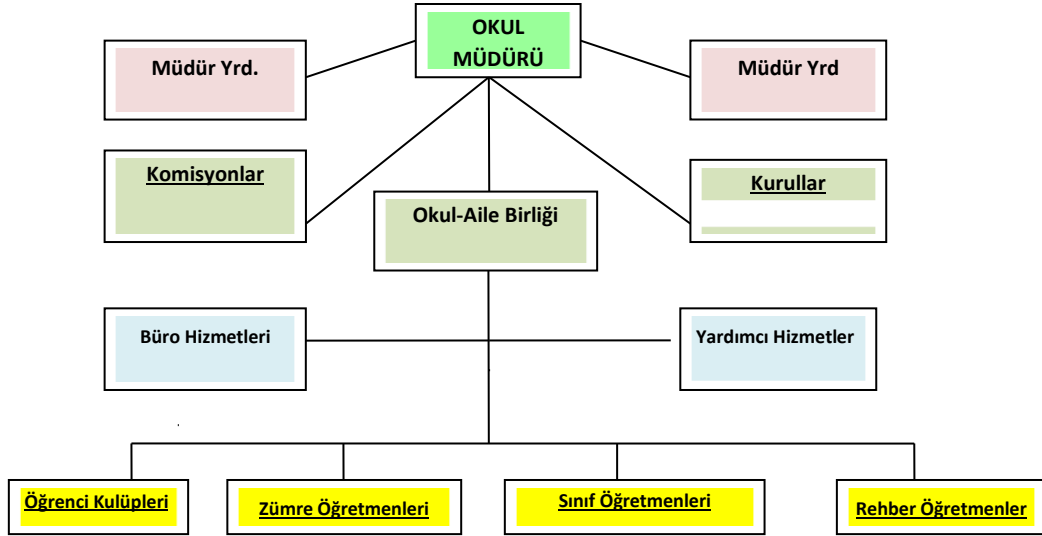 OKUL
MÜDÜRÜ
Müdür Yrd.
Müdür Yrd
Komisyonlar
Kurullar
Okul-Aile Birliği
Büro Hizmetleri
Yardımcı Hizmetler
Öğrenci Kulüpleri
Zümre Öğretmenleri
Sınıf Öğretmenleri
Rehber Öğretmenler